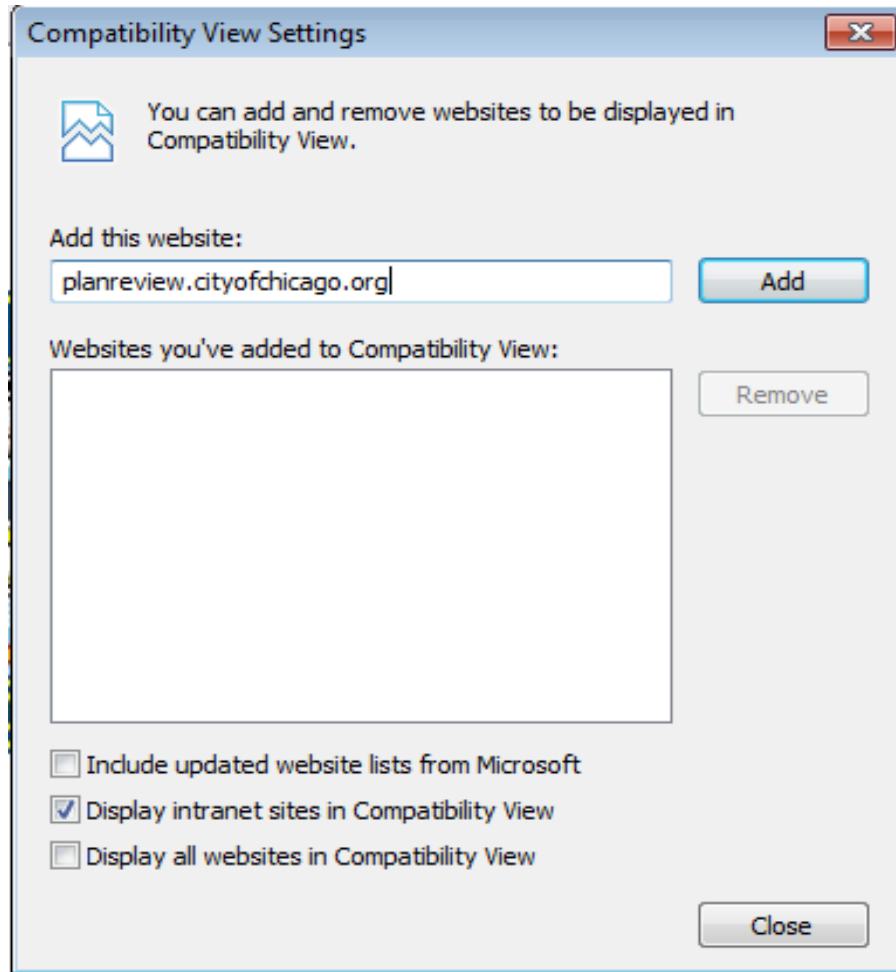 Compatibility View Settings
You can add and remove websites to be displayed in
Compatibility View.
Add this website:
planreview.cityofchicago.org
Add
Websites you've added to Compatibility View:
Remove
Include updated website lists from Microsoft
Display intranet sites in Compatibility View
Display all websites in Compatibility View
Close